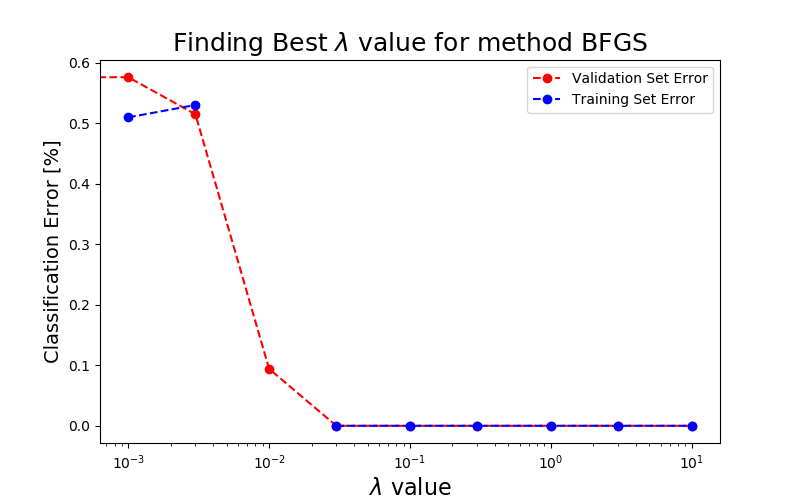 Finding Best λ value for method BFGS
Validation Set Error
Training Set Error
Classification Error [%]
0.6
0.5
0.4
0.3
0.2
0.1
0.0
10⁻³ 10⁻² 10⁻¹ 10⁰ 10¹
λ value